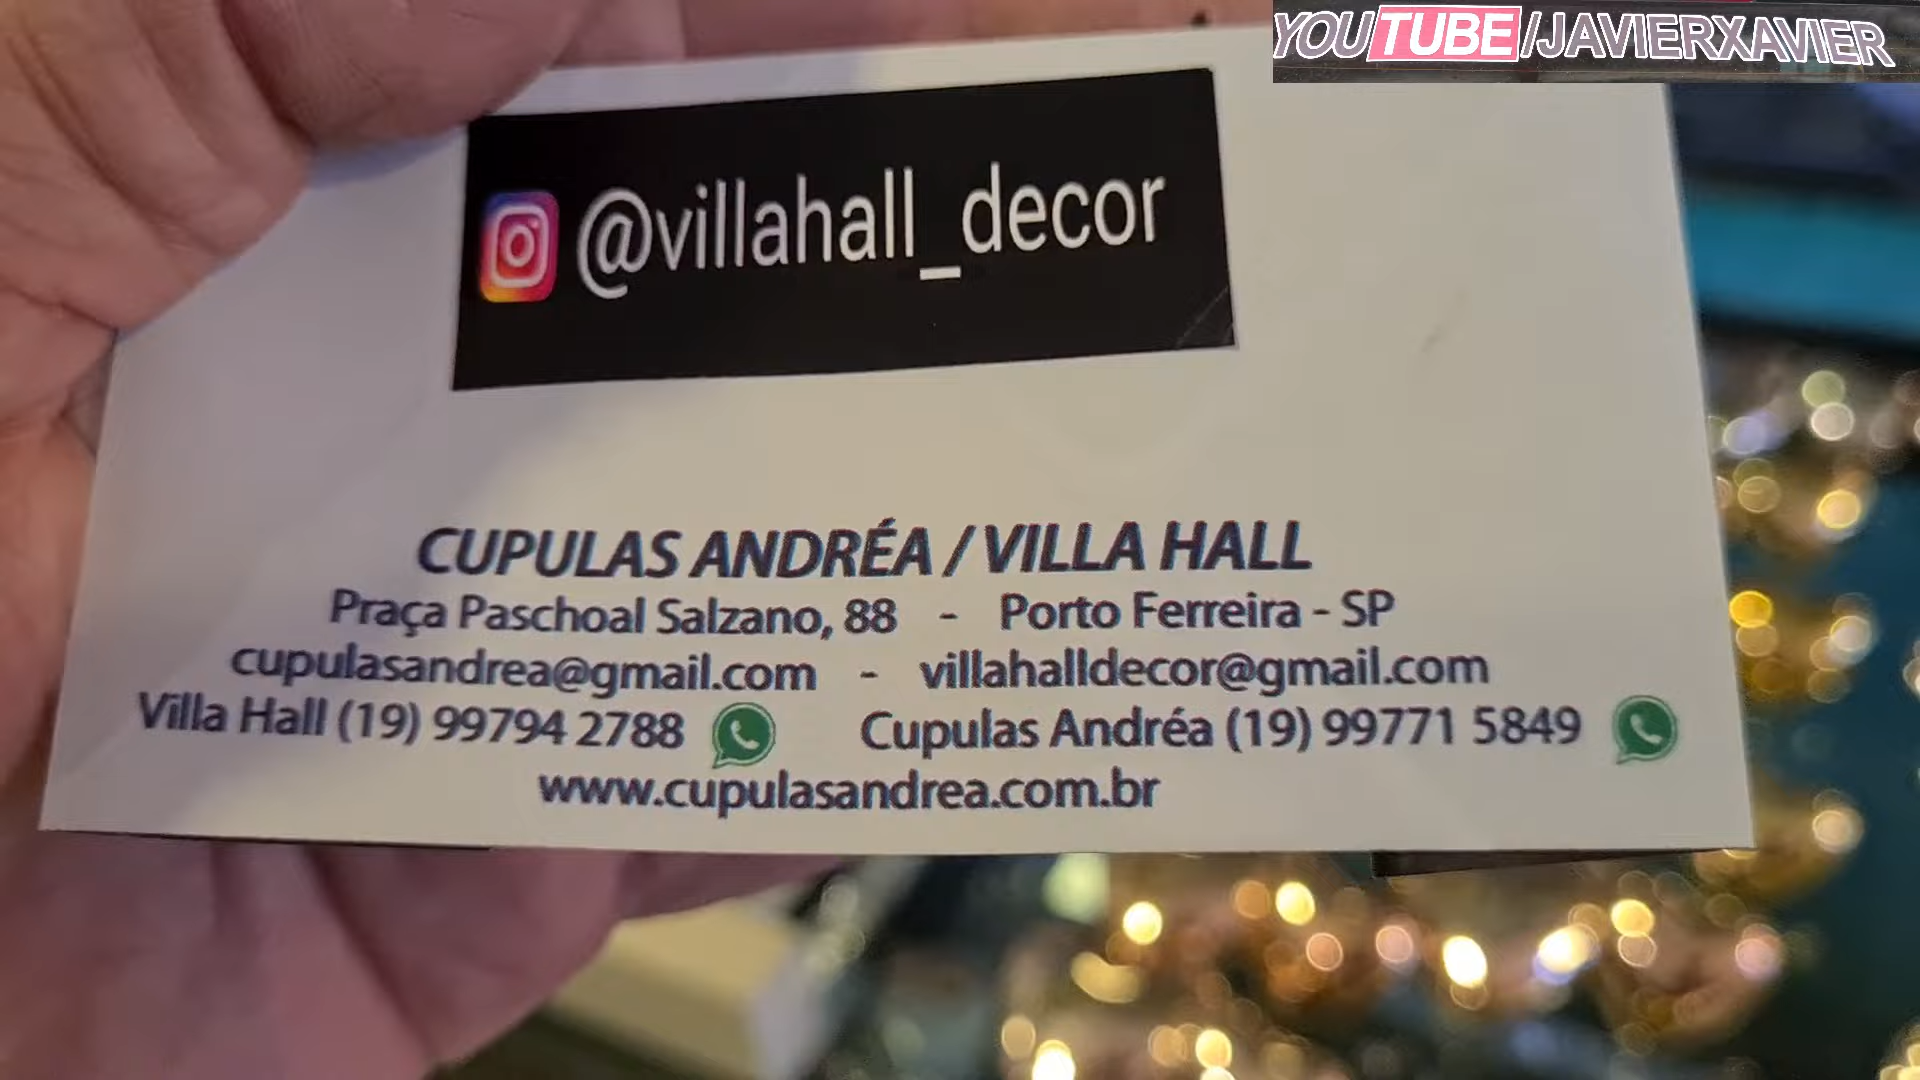 YOUTUBE/JAVIERXAVIER
@villahall_decor
CUPULAS ANDRÉA / VILLA HALL
Praça Paschoal Salzano, 88 - Porto Ferreira - SP
cupulasandrea@gmail.com - villahalldecor@gmail.com
Villa Hall (19) 99794 2788 Cupulas Andréa (19) 99771 5849
www.cupulasandrea.com.br